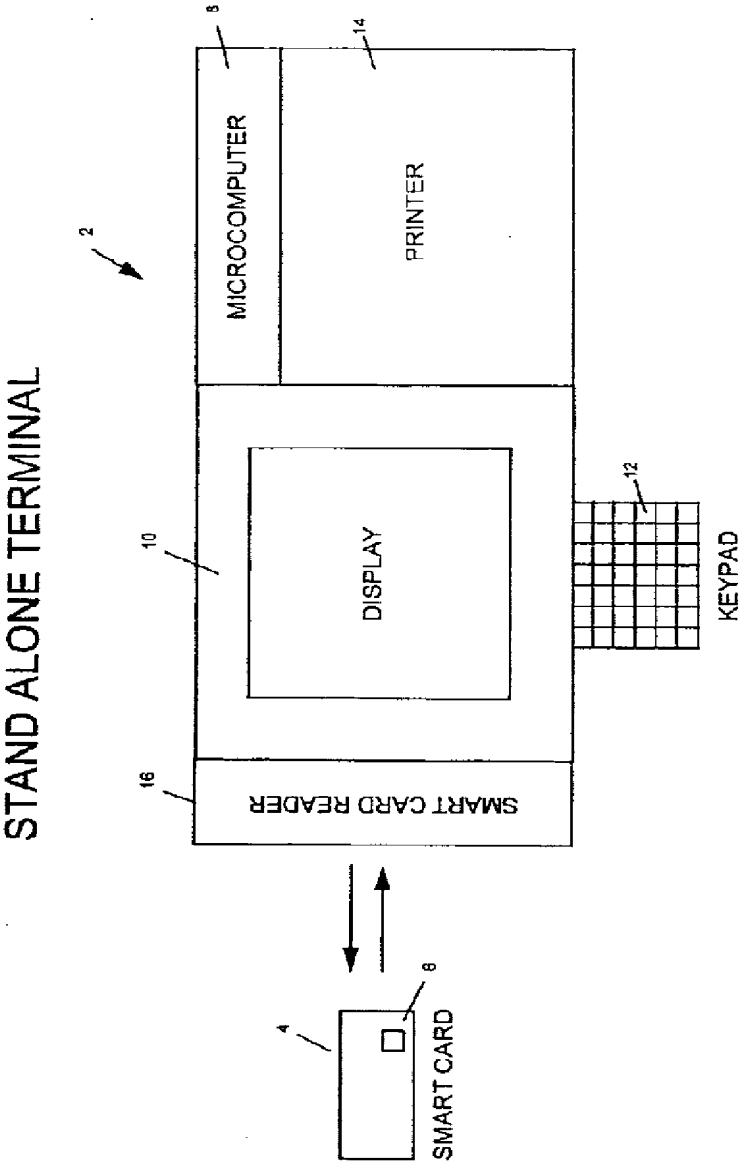 STAND ALONE TERMINAL
2
4
6
SMART CARD
16
SMART CARD READER
10
DISPLAY
8
MICROCOMPUTER
14
PRINTER
12
KEYPAD